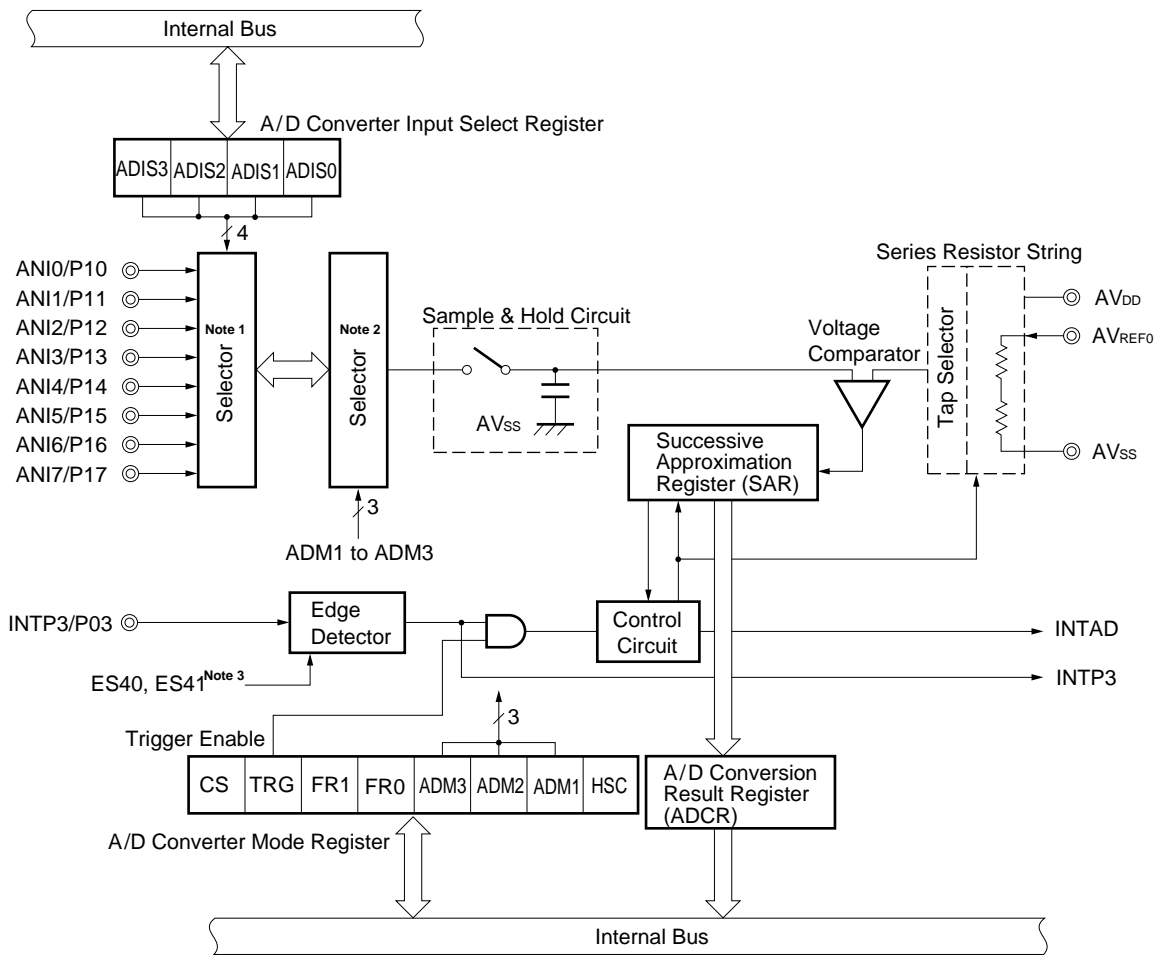 Internal Bus
A/D Converter Input Select Register
ADIS3 ADIS2 ADIS1 ADIS0
4
ANI0/P10
ANI1/P11
ANI2/P12
ANI3/P13
ANI4/P14
ANI5/P15
ANI6/P16
ANI7/P17
Note 1
Selector
Note 2
Selector
3
ADM1 to ADM3
Sample & Hold Circuit
AVSS
Voltage
Comparator
Series Resistor String
Tap Selector
AVDD
AVREF0
AVSS
Successive
Approximation
Register (SAR)
INTP3/P03
Edge
Detector
ES40, ES41Note 3
Control
Circuit
INTAD
INTP3
Trigger Enable
3
CS TRG FR1 FR0 ADM3 ADM2 ADM1 HSC
A/D Converter Mode Register
A/D Conversion
Result Register
(ADCR)
Internal Bus